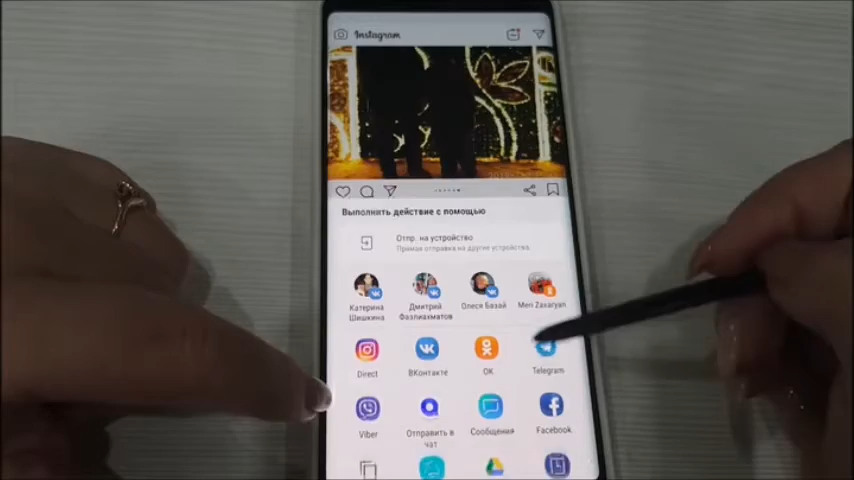 Instagram
Выполнить действие с помощью
Отпр. на устройство
Прямая отправка на другие устройства.
Катерина Шишкина
Дмитрий Фазлиахматов
Олеся Базай
Meri Zaxaryan
Direct
ВКонтакте
OK
Telegram
Viber
Отправить в чат
Сообщения
Facebook